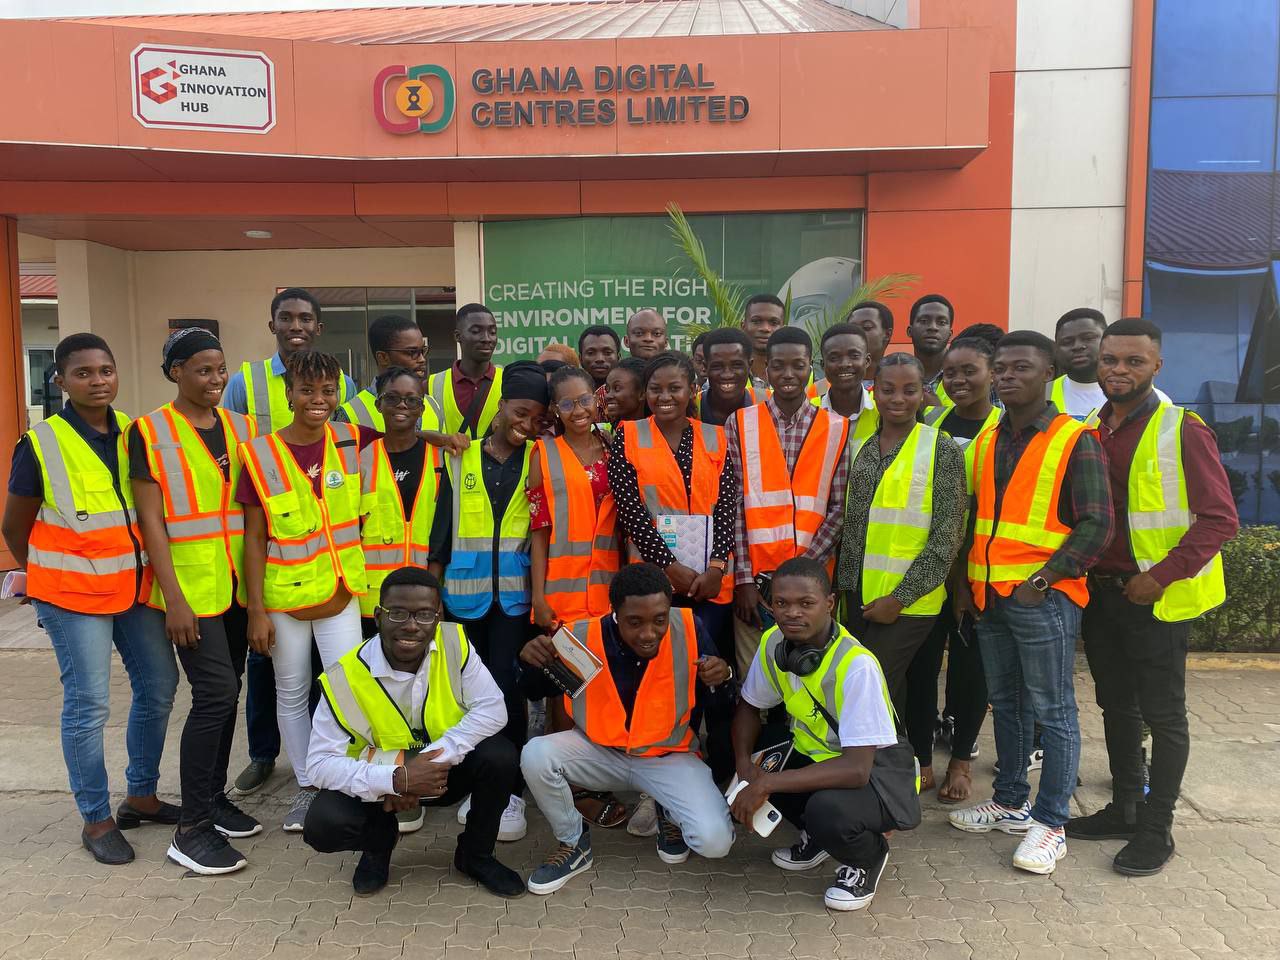 GHANA
INNOVATION
HUB
GHANA DIGITAL
CENTRES LIMITED
CREATING THE RIGH
ENVIRONMENT FOR
DIGITAL